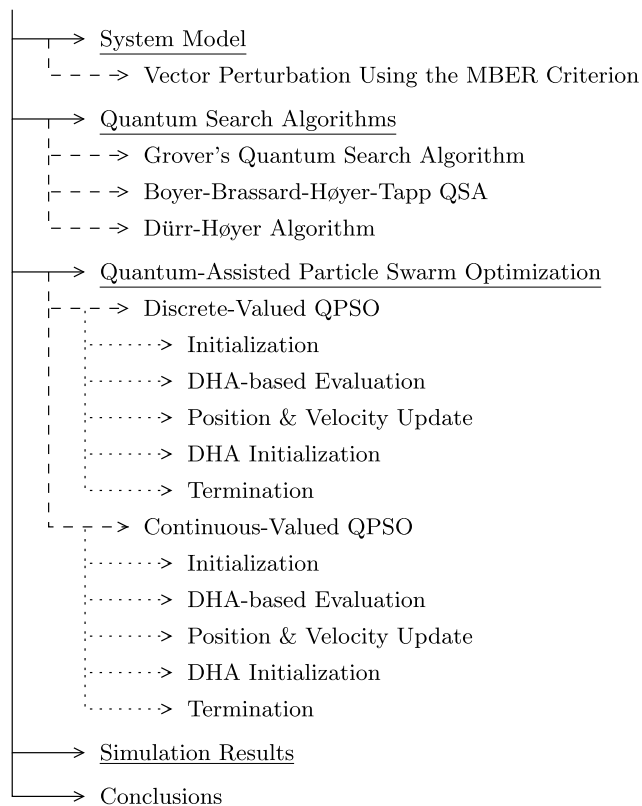 System Model
Vector Perturbation Using the MBER Criterion
Quantum Search Algorithms
Grover's Quantum Search Algorithm
Boyer-Brassard-Høyer-Tapp QSA
Dürr-Høyer Algorithm
Quantum-Assisted Particle Swarm Optimization
Discrete-Valued QPSO
Initialization
DHA-based Evaluation
Position & Velocity Update
DHA Initialization
Termination
Continuous-Valued QPSO
Initialization
DHA-based Evaluation
Position & Velocity Update
DHA Initialization
Termination
Simulation Results
Conclusions